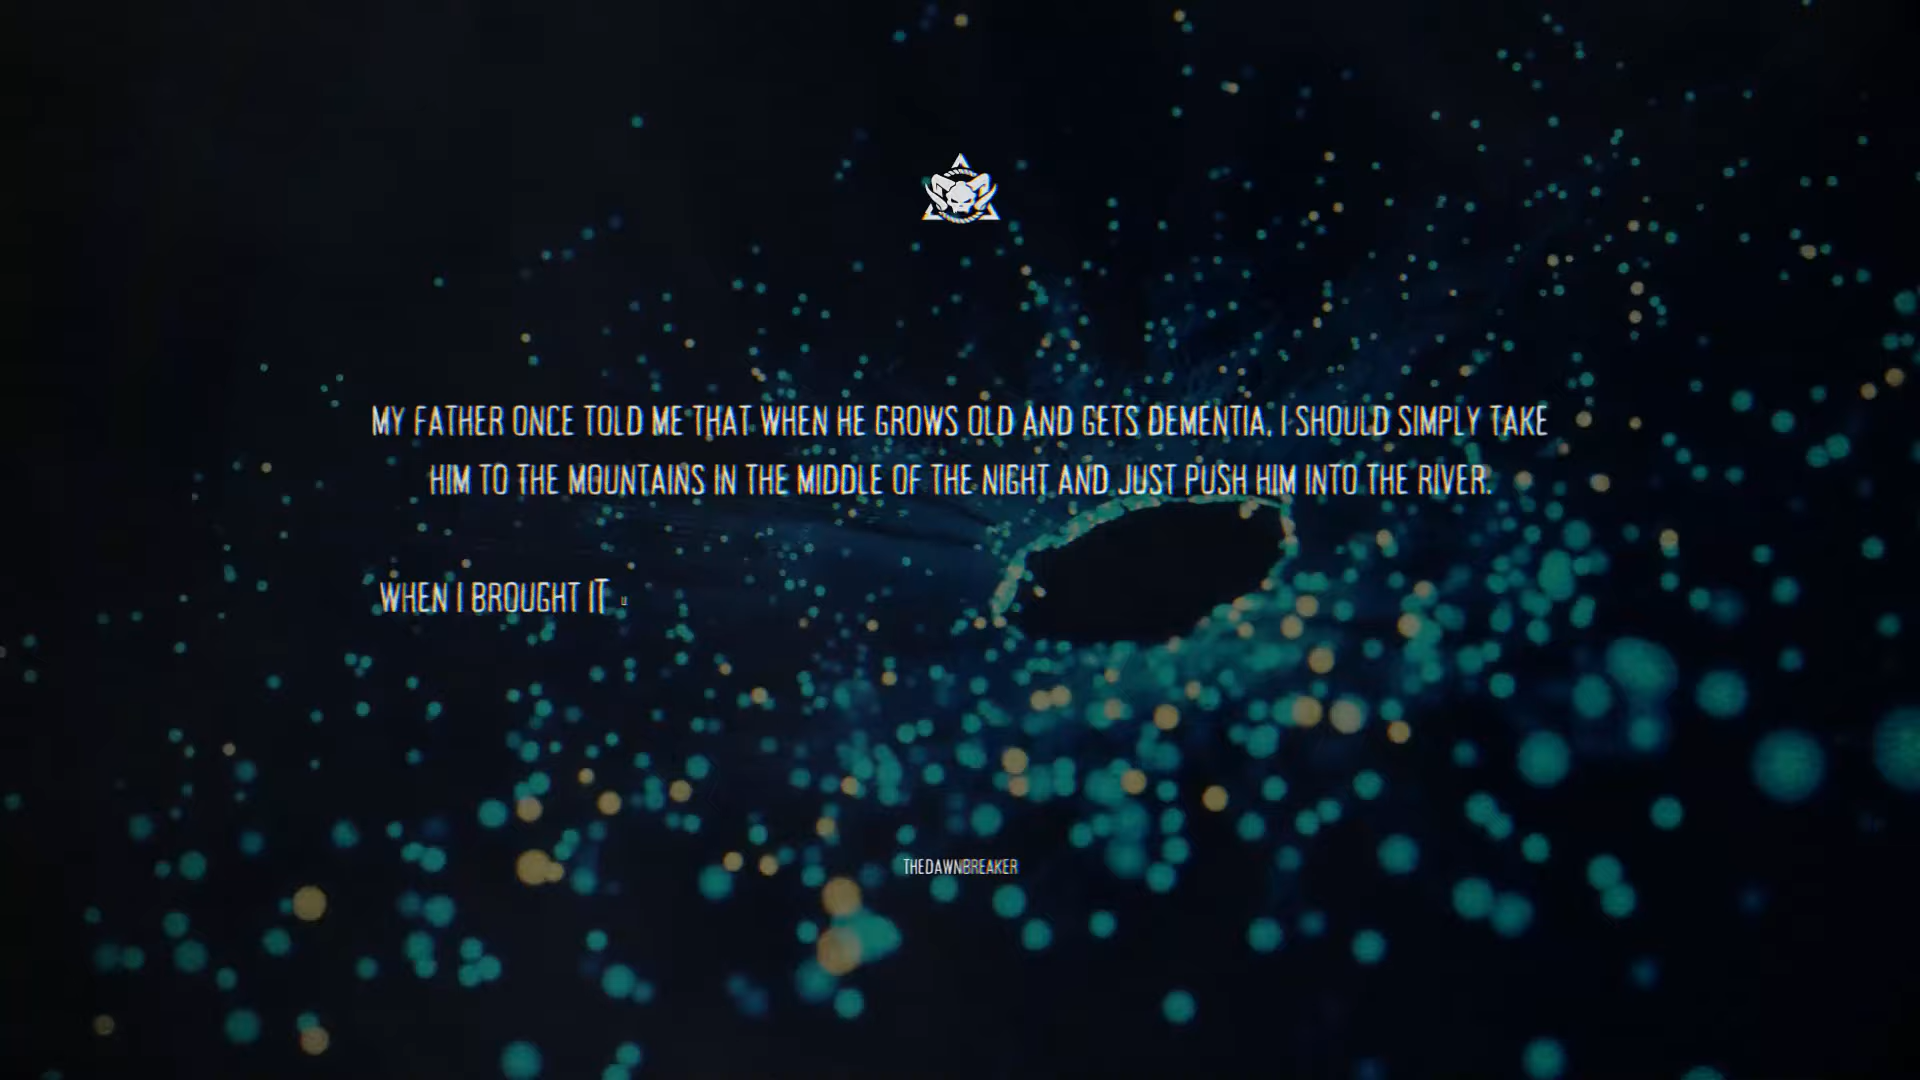 MY FATHER ONCE TOLD ME THAT WHEN HE GROWS OLD AND GETS DEMENTIA, I SHOULD SIMPLY TAKE
HIM TO THE MOUNTAINS IN THE MIDDLE OF THE NIGHT AND JUST PUSH HIM INTO THE RIVER.
WHEN I BROUGHT IT
THEDAWNBREAKER